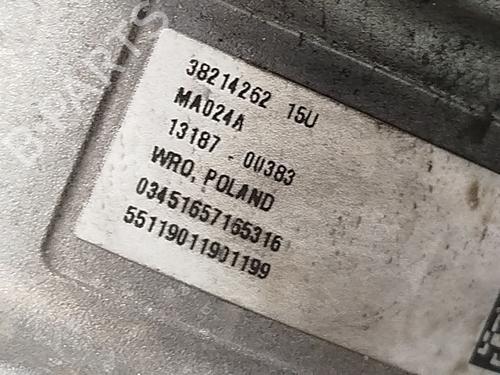 38214262 15U
MA024A
13187 - 0U383
WRO, POLAND
03451657165316
55119011901199